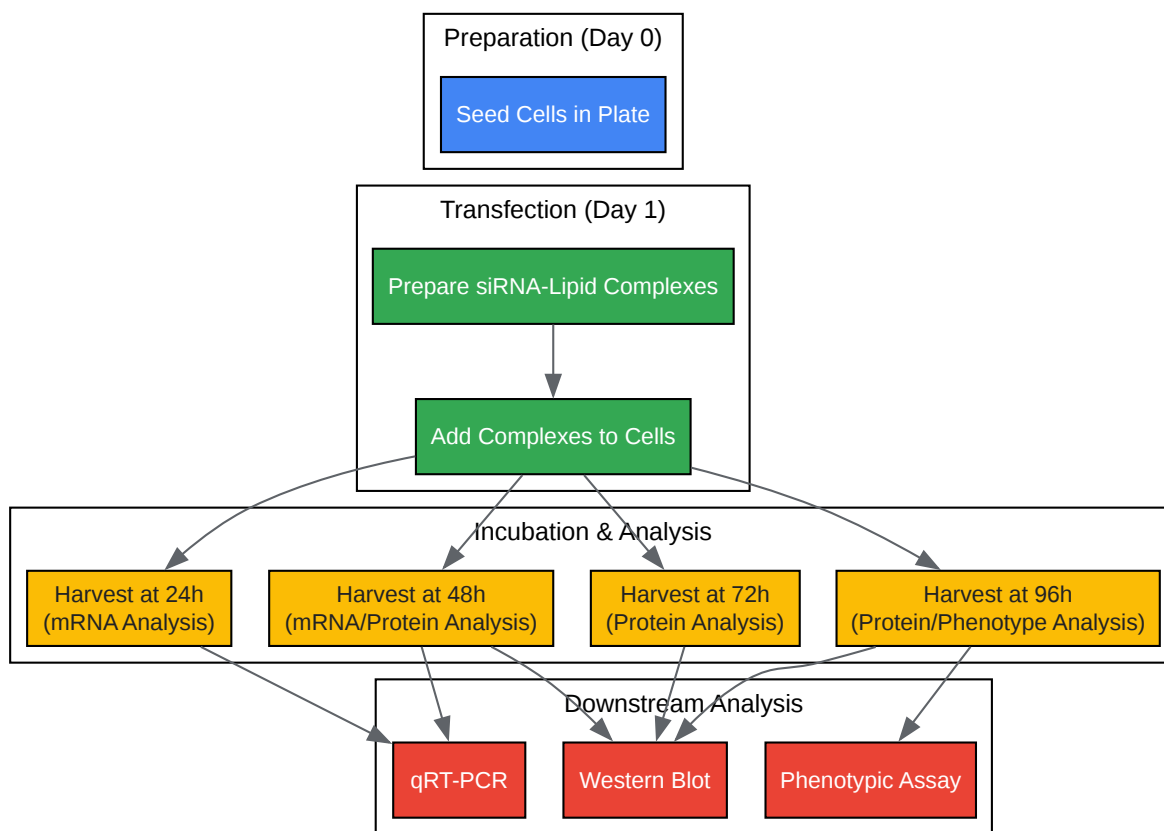 Preparation (Day 0)
Seed Cells in Plate
Transfection (Day 1)
Prepare siRNA-Lipid Complexes
Add Complexes to Cells
Incubation & Analysis
Harvest at 24h
(mRNA Analysis)
Harvest at 48h
(mRNA/Protein Analysis)
Harvest at 72h
(Protein Analysis)
Harvest at 96h
(Protein/Phenotype Analysis)
Downstream Analysis
qRT-PCR
Western Blot
Phenotypic Assay